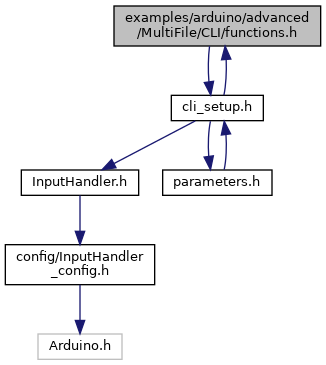 examples/arduino/advanced
/MultiFile/CLI/functions.h
cli_setup.h
InputHandler.h
parameters.h
config/InputHandler
_config.h
Arduino.h